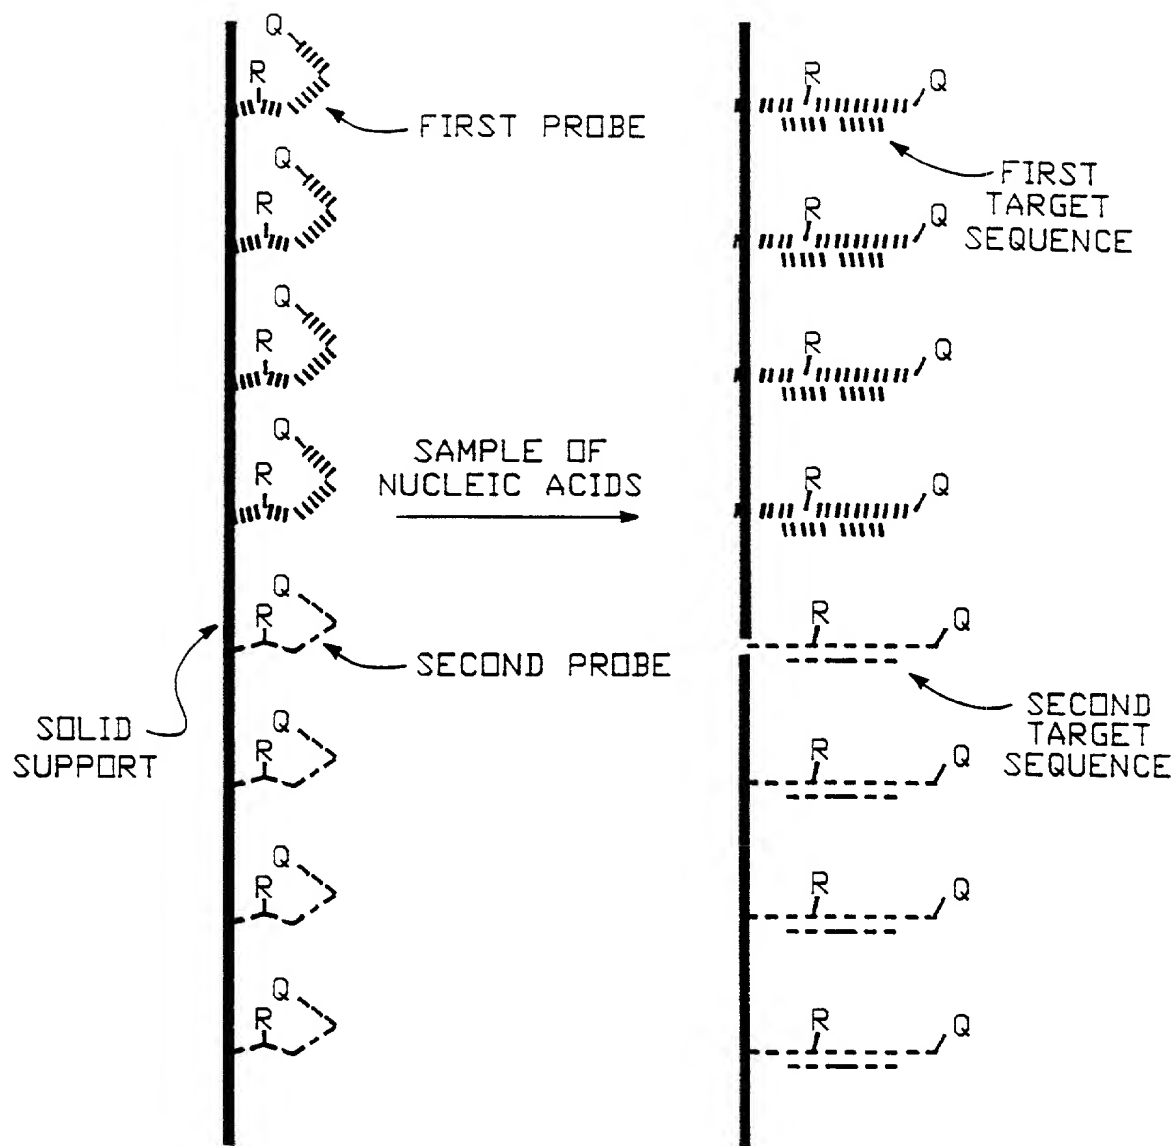 Q
R
FIRST PROBE
Q
R
Q
R
Q
R
SAMPLE OF
NUCLEIC ACIDS
Q
R
SECOND PROBE
SOLID
SUPPORT
Q
R
Q
R
Q
R
R
Q
FIRST
TARGET
SEQUENCE
R
Q
R
Q
R
Q
R
Q
SECOND
TARGET
SEQUENCE
R
Q
R
Q
R
Q